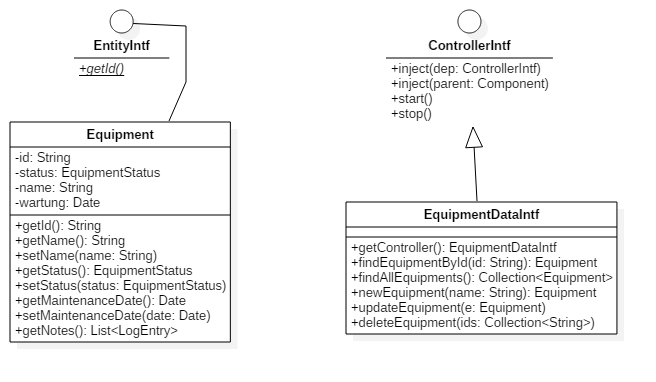 EntityIntf
+getId()
Equipment
-id: String
-status: EquipmentStatus
-name: String
-wartung: Date
+getId(): String
+getName(): String
+setName(name: String)
+getStatus(): EquipmentStatus
+setStatus(status: EquipmentStatus)
+getMaintenanceDate(): Date
+setMaintenanceDate(date: Date)
+getNotes(): List<LogEntry>
ControllerIntf
+inject(dep: ControllerIntf)
+inject(parent: Component)
+start()
+stop()
EquipmentDataIntf
+getController(): EquipmentDataIntf
+findEquipmentById(id: String): Equipment
+findAllEquipments(): Collection<Equipment>
+newEquipment(name: String): Equipment
+updateEquipment(e: Equipment)
+deleteEquipment(ids: Collection<String>)